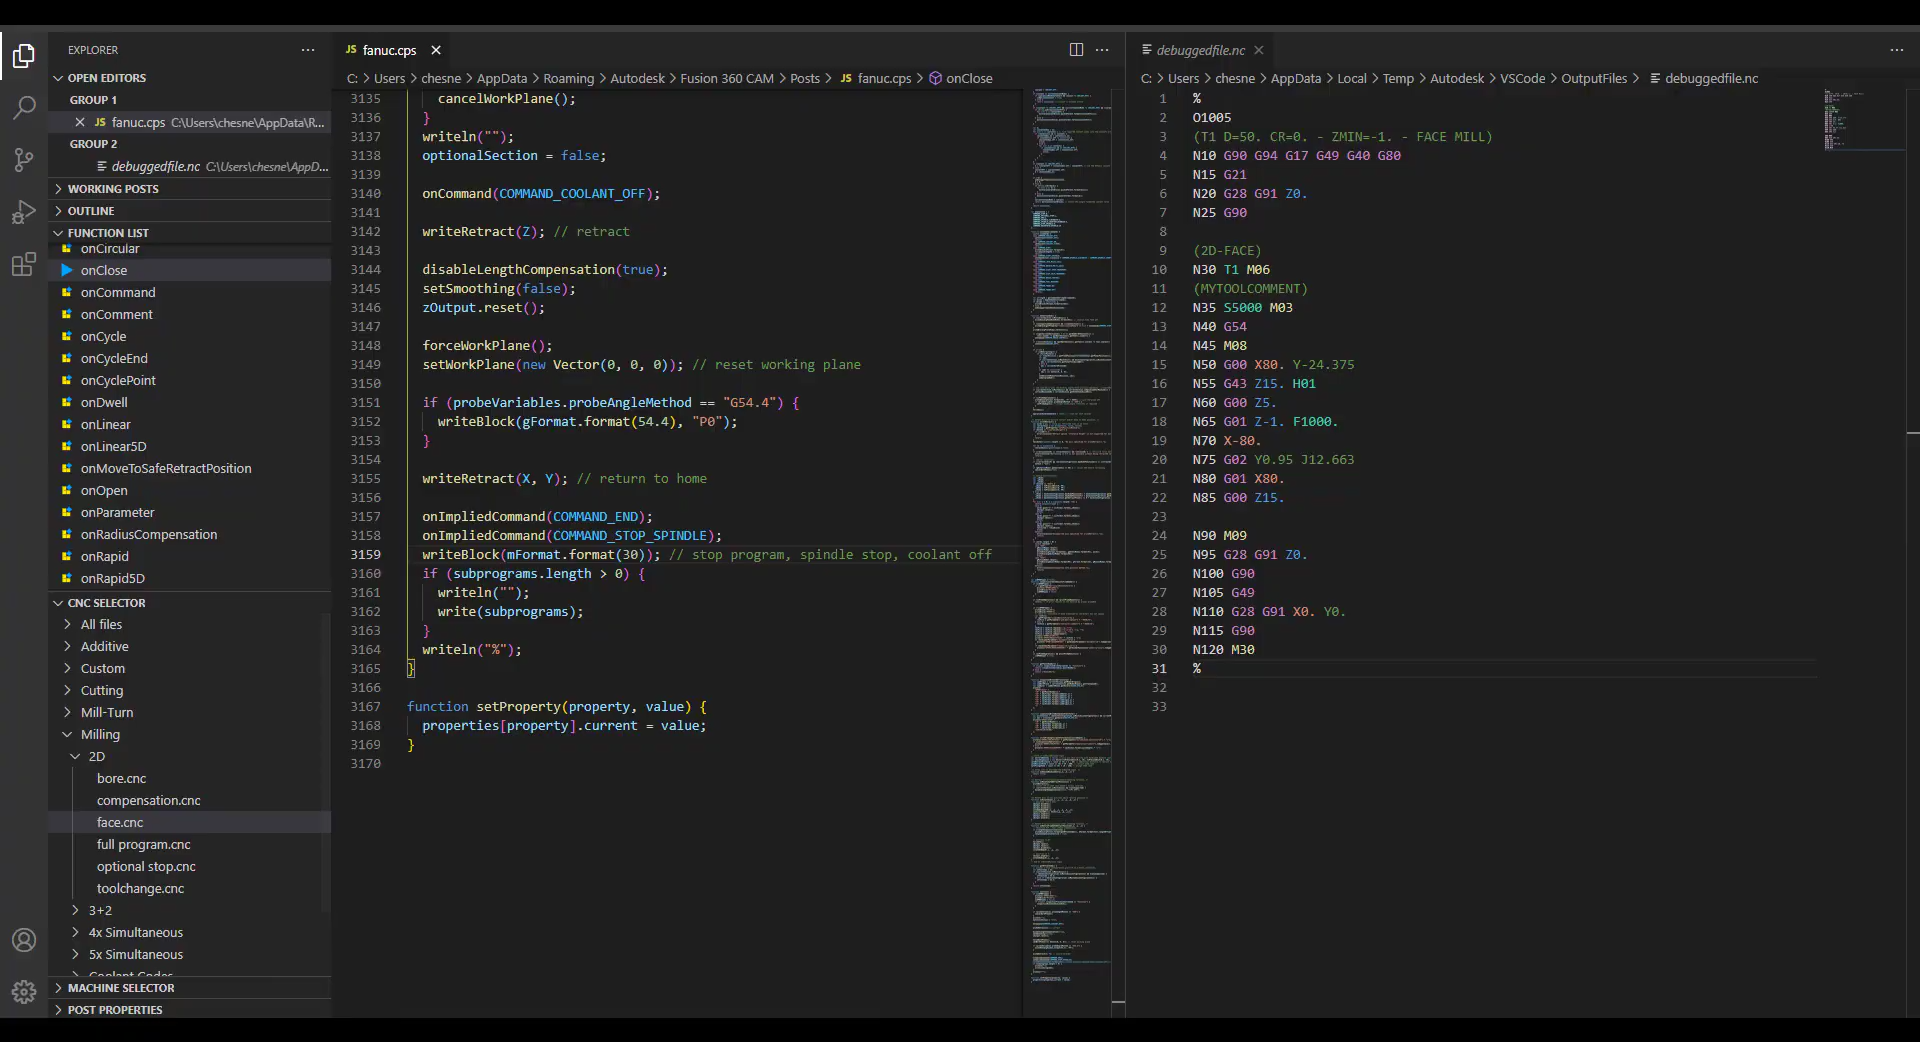 EXPLORER
OPEN EDITORS
GROUP 1
JS fanuc.cps C:\Users\chesne\AppData\R...
GROUP 2
debuggedfile.nc C:\Users\chesne\AppD...
WORKING POSTS
OUTLINE
FUNCTION LIST
onCircular
onClose
onCommand
onComment
onCycle
onCycleEnd
onCyclePoint
onDwell
onLinear
onLinear5D
onMoveToSafeRetractPosition
onOpen
onParameter
onRadiusCompensation
onRapid
onRapid5D
CNC SELECTOR
All files
Additive
Custom
Cutting
Mill-Turn
Milling
2D
bore.cnc
compensation.cnc
face.cnc
full program.cnc
optional stop.cnc
toolchange.cnc
3+2
4x Simultaneous
5x Simultaneous
Coolant Codes
MACHINE SELECTOR
POST PROPERTIES
JS fanuc.cps
C: > Users > chesne > AppData > Roaming > Autodesk > Fusion 360 CAM > Posts > JS fanuc.cps > onClose
3135 cancelWorkPlane();
3136 }
3137 writeln("");
3138 optionalSection = false;
3139
3140 onCommand(COMMAND_COOLANT_OFF);
3141
3142 writeRetract(Z); // retract
3143
3144 disableLengthCompensation(true);
3145 setSmoothing(false);
3146 zOutput.reset();
3147
3148 forceWorkPlane();
3149 setWorkPlane(new Vector(0, 0, 0)); // reset working plane
3150
3151 if (probeVariables.probeAngleMethod == "G54.4") {
3152 writeBlock(gFormat.format(54.4), "P0");
3153 }
3154
3155 writeRetract(X, Y); // return to home
3156
3157 onImpliedCommand(COMMAND_END);
3158 onImpliedCommand(COMMAND_STOP_SPINDLE);
3159 writeBlock(mFormat.format(30)); // stop program, spindle stop, coolant off
3160 if (subprograms.length > 0) {
3161 writeln("");
3162 write(subprograms);
3163 }
3164 writeln("%");
3165 }
3166
3167 function setProperty(property, value) {
3168 properties[property].current = value;
3169 }
3170
debuggedfile.nc
C: > Users > chesne > AppData > Local > Temp > Autodesk > VSCode > OutputFiles > debuggedfile.nc
1 %
2 O1005
3 (T1 D=50. CR=0. - ZMIN=-1. - FACE MILL)
4 N10 G90 G94 G17 G49 G40 G80
5 N15 G21
6 N20 G28 G91 Z0.
7 N25 G90
8
9 (2D-FACE)
10 N30 T1 M06
11 (MYTOOLCOMMENT)
12 N35 S5000 M03
13 N40 G54
14 N45 M08
15 N50 G00 X80. Y-24.375
16 N55 G43 Z15. H01
17 N60 G00 Z5.
18 N65 G01 Z-1. F1000.
19 N70 X-80.
20 N75 G02 Y0.95 J12.663
21 N80 G01 X80.
22 N85 G00 Z15.
23
24 N90 M09
25 N95 G28 G91 Z0.
26 N100 G90
27 N105 G49
28 N110 G28 G91 X0. Y0.
29 N115 G90
30 N120 M30
31 %
32
33